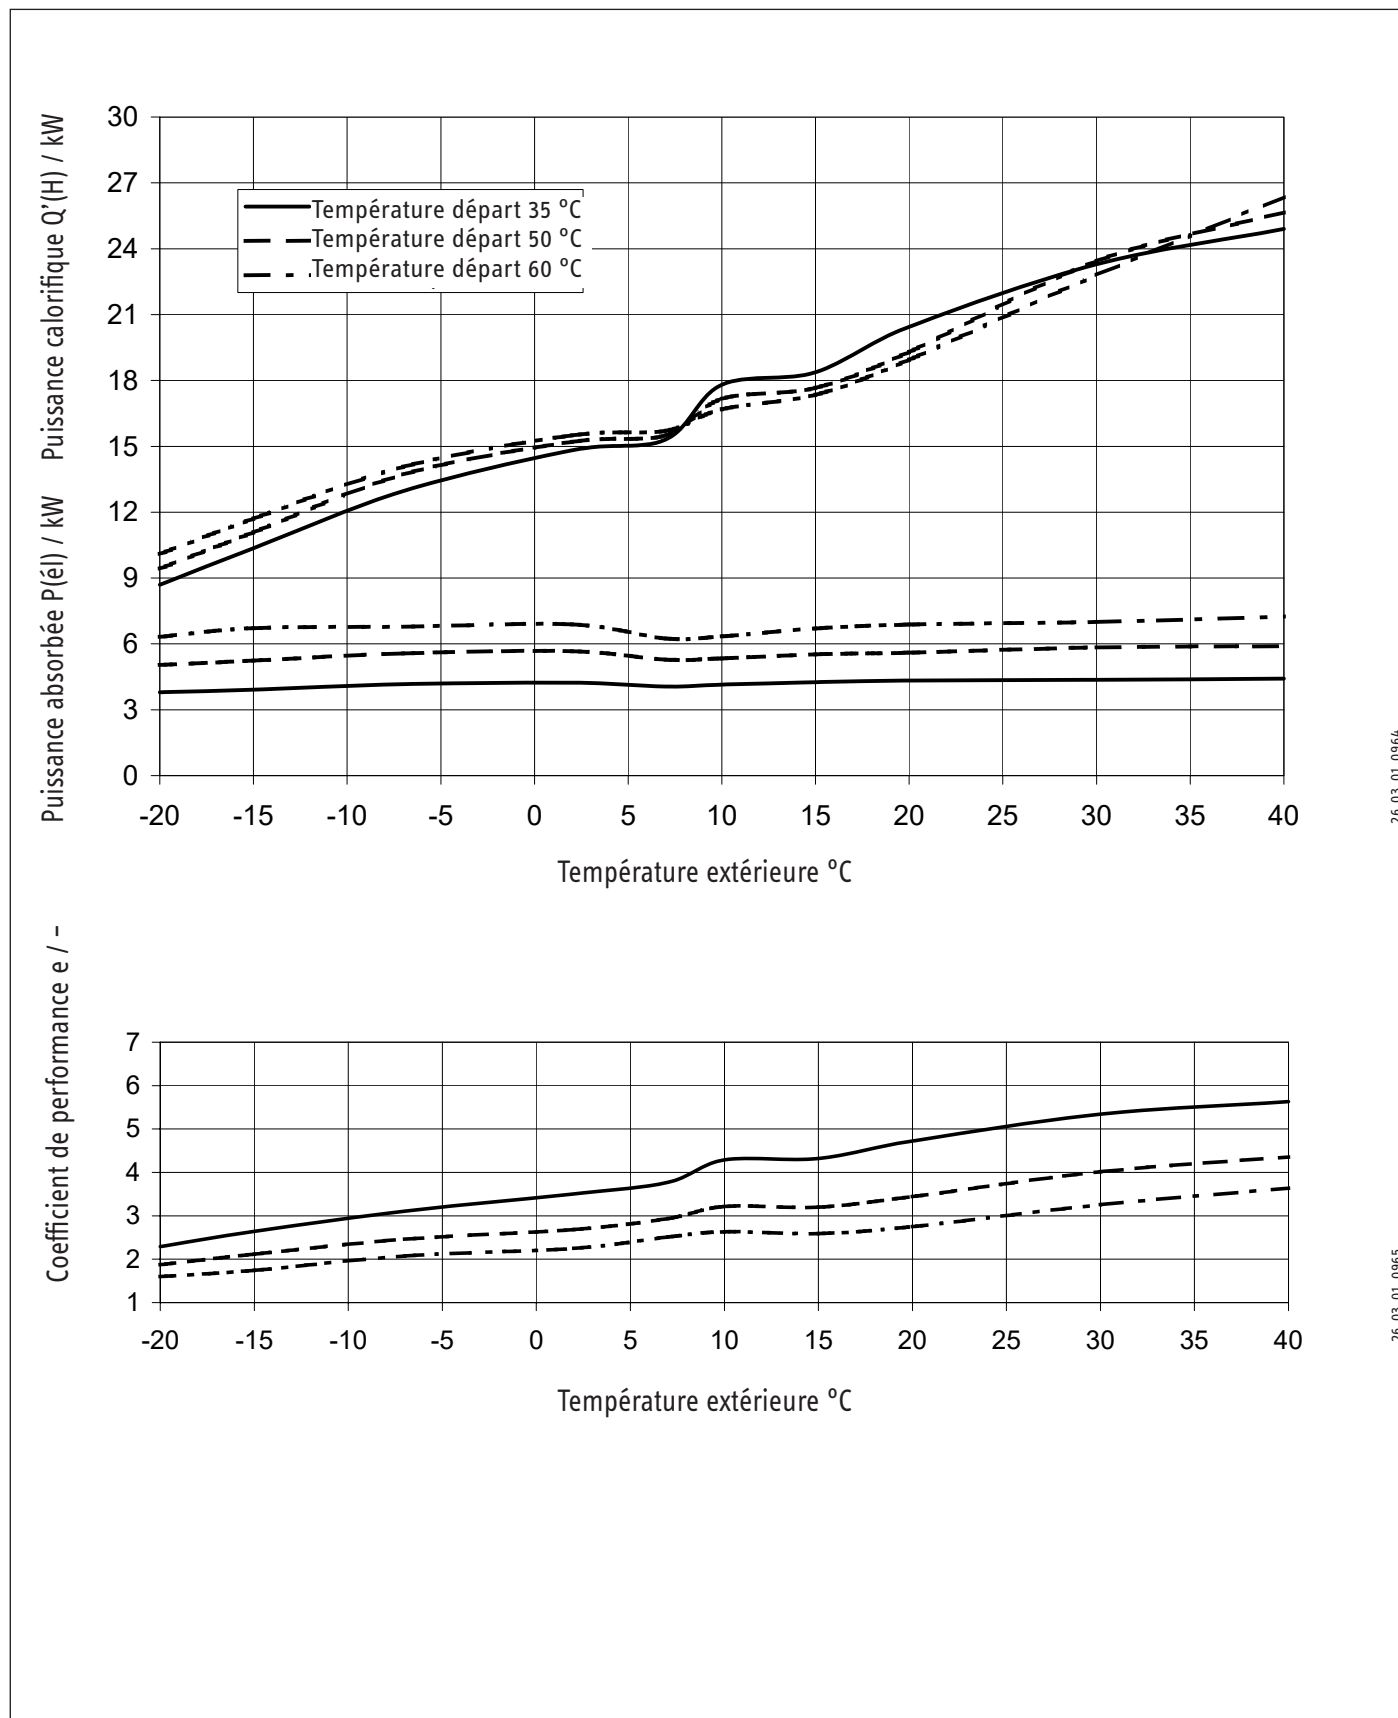 Puissance absorbée P(él) / kW Puissance calorifique Q’(H) / kW
30
27
24
21
18
15
12
9
6
3
0
Température départ 35 °C
Température départ 50 °C
Température départ 60 °C
-20 -15 -10 -5 0 5 10 15 20 25 30 35 40
Température extérieure °C
26_03_01_0964
Coefficient de performance e / –
7
6
5
4
3
2
1
-20 -15 -10 -5 0 5 10 15 20 25 30 35 40
Température extérieure °C
26_03_01_0965